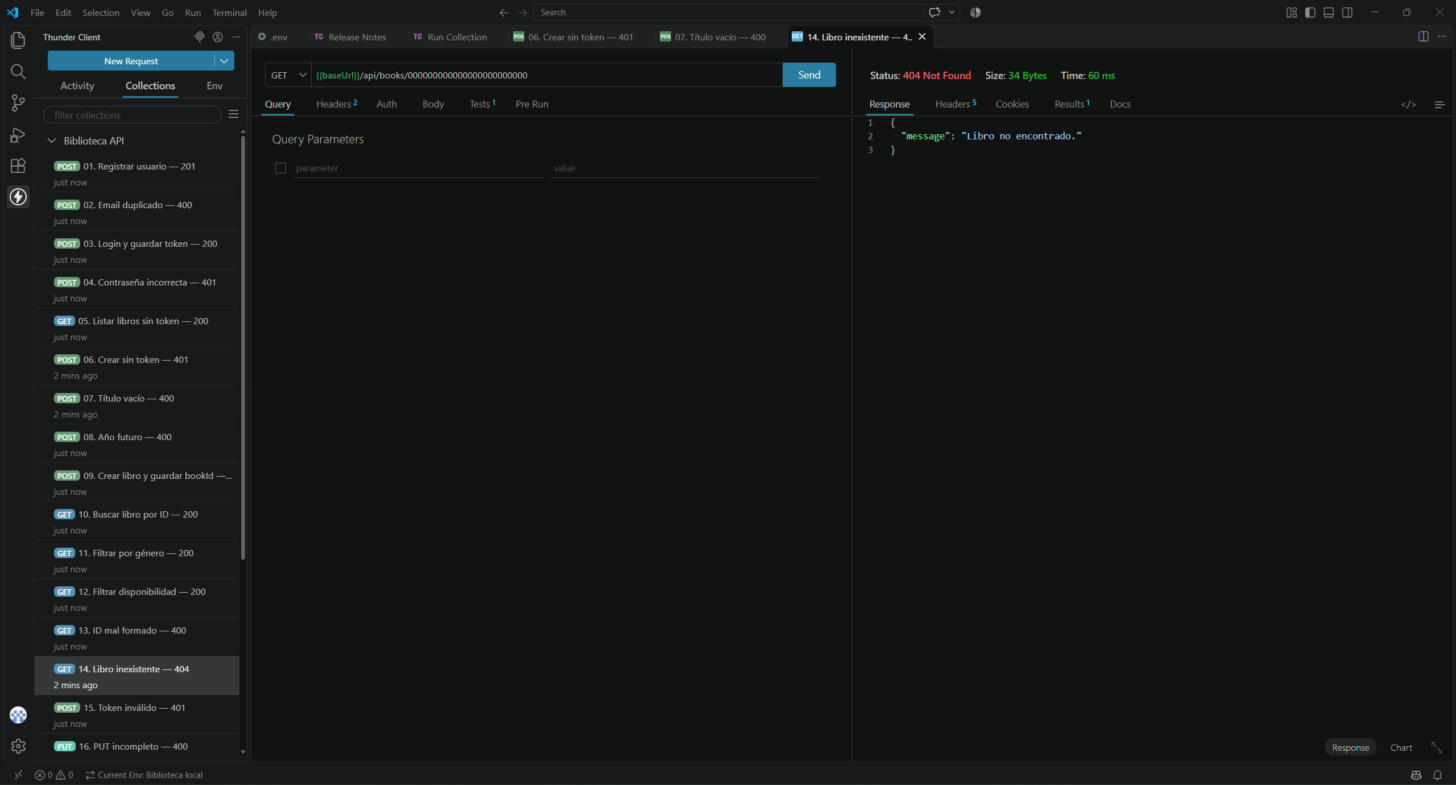 File Edit Selection View Go Run Terminal Help
Search
Thunder Client
New Request
Activity Collections Env
filter collections
Biblioteca API
POST 01. Registrar usuario — 201
just now
POST 02. Email duplicado — 400
just now
POST 03. Login y guardar token — 200
just now
POST 04. Contraseña incorrecta — 401
just now
GET 05. Listar libros sin token — 200
just now
POST 06. Crear sin token — 401
2 mins ago
POST 07. Título vacío — 400
2 mins ago
POST 08. Año futuro — 400
just now
POST 09. Crear libro y guardar bookId —...
just now
GET 10. Buscar libro por ID — 200
just now
GET 11. Filtrar por género — 200
just now
GET 12. Filtrar disponibilidad — 200
just now
GET 13. ID mal formado — 400
just now
GET 14. Libro inexistente — 404
2 mins ago
POST 15. Token inválido — 401
just now
PUT 16. PUT incompleto — 400
.env TC Release Notes TC Run Collection POS 06. Crear sin token — 401 POS 07. Título vacío — 400 GET 14. Libro inexistente — 4..
GET {{baseUrl}}/api/books/000000000000000000000000 Send
Query Headers 2 Auth Body Tests 1 Pre Run
Query Parameters
parameter value
Status: 404 Not Found Size: 34 Bytes Time: 60 ms
Response Headers 5 Cookies Results 1 Docs </>
1 {
2 "message": "Libro no encontrado."
3 }
Response Chart
0 0 Current Env: Biblioteca local